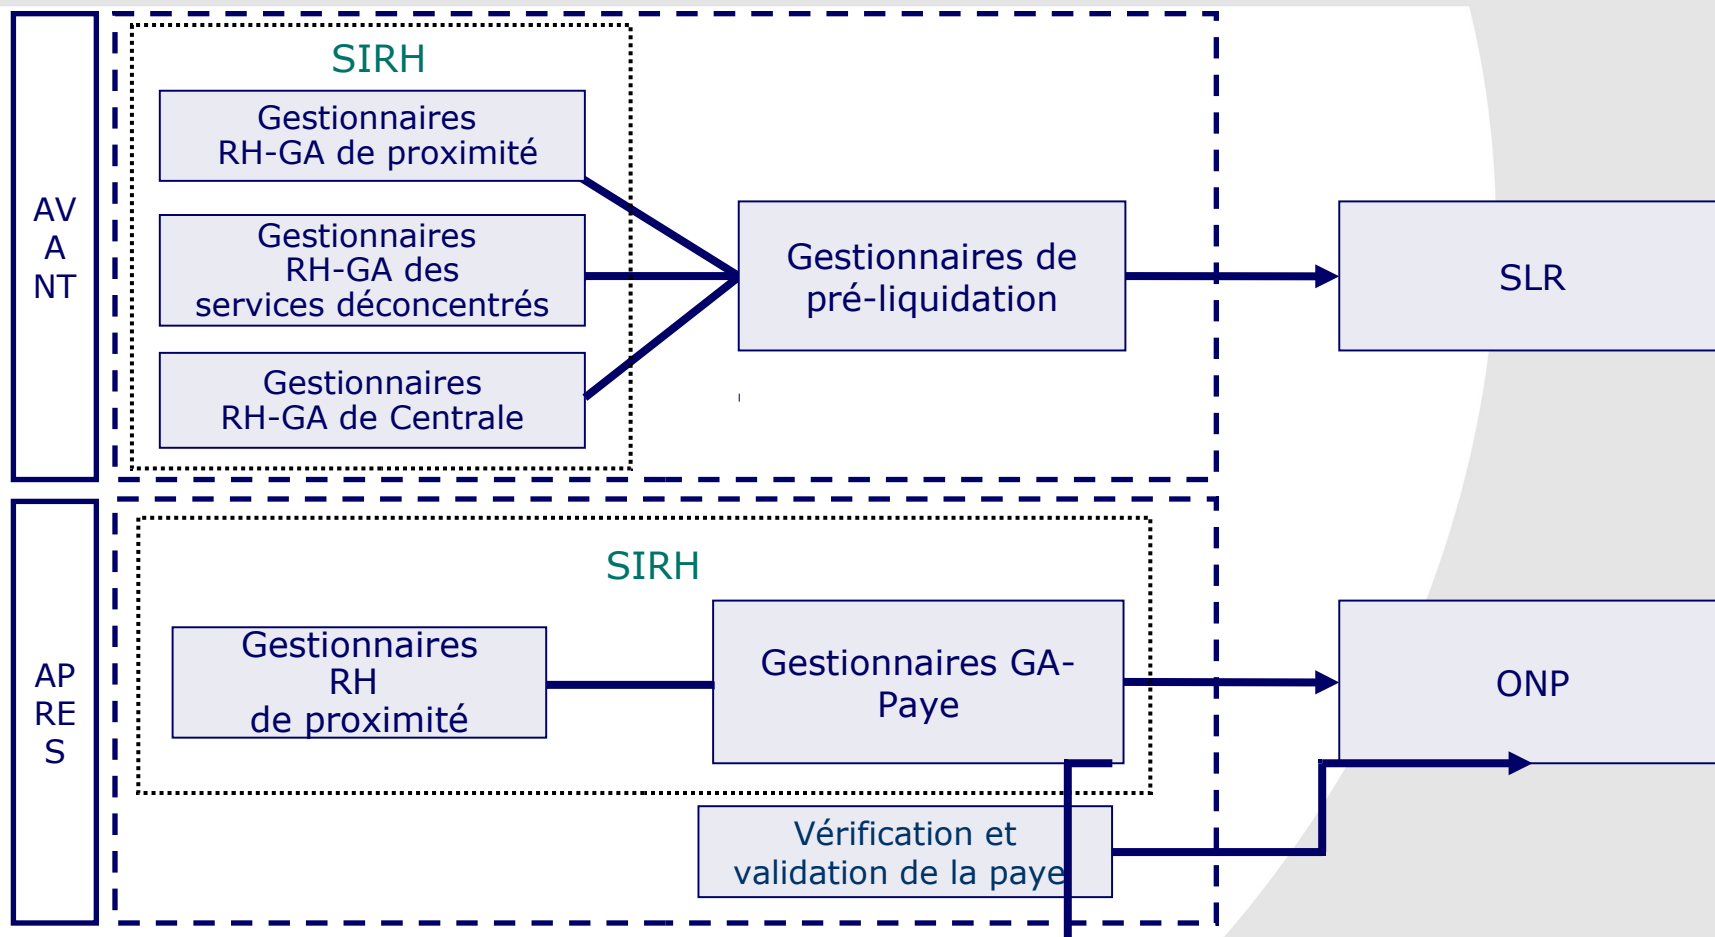 AV
A
NT
SIRH
Gestionnaires
RH-GA de proximité
Gestionnaires
RH-GA des
services déconcentrés
Gestionnaires
RH-GA de Centrale
Gestionnaires de
pré-liquidation
SLR
AP
RE
S
SIRH
Gestionnaires
RH
de proximité
Gestionnaires GA-
Paye
ONP
Vérification et
validation de la paye